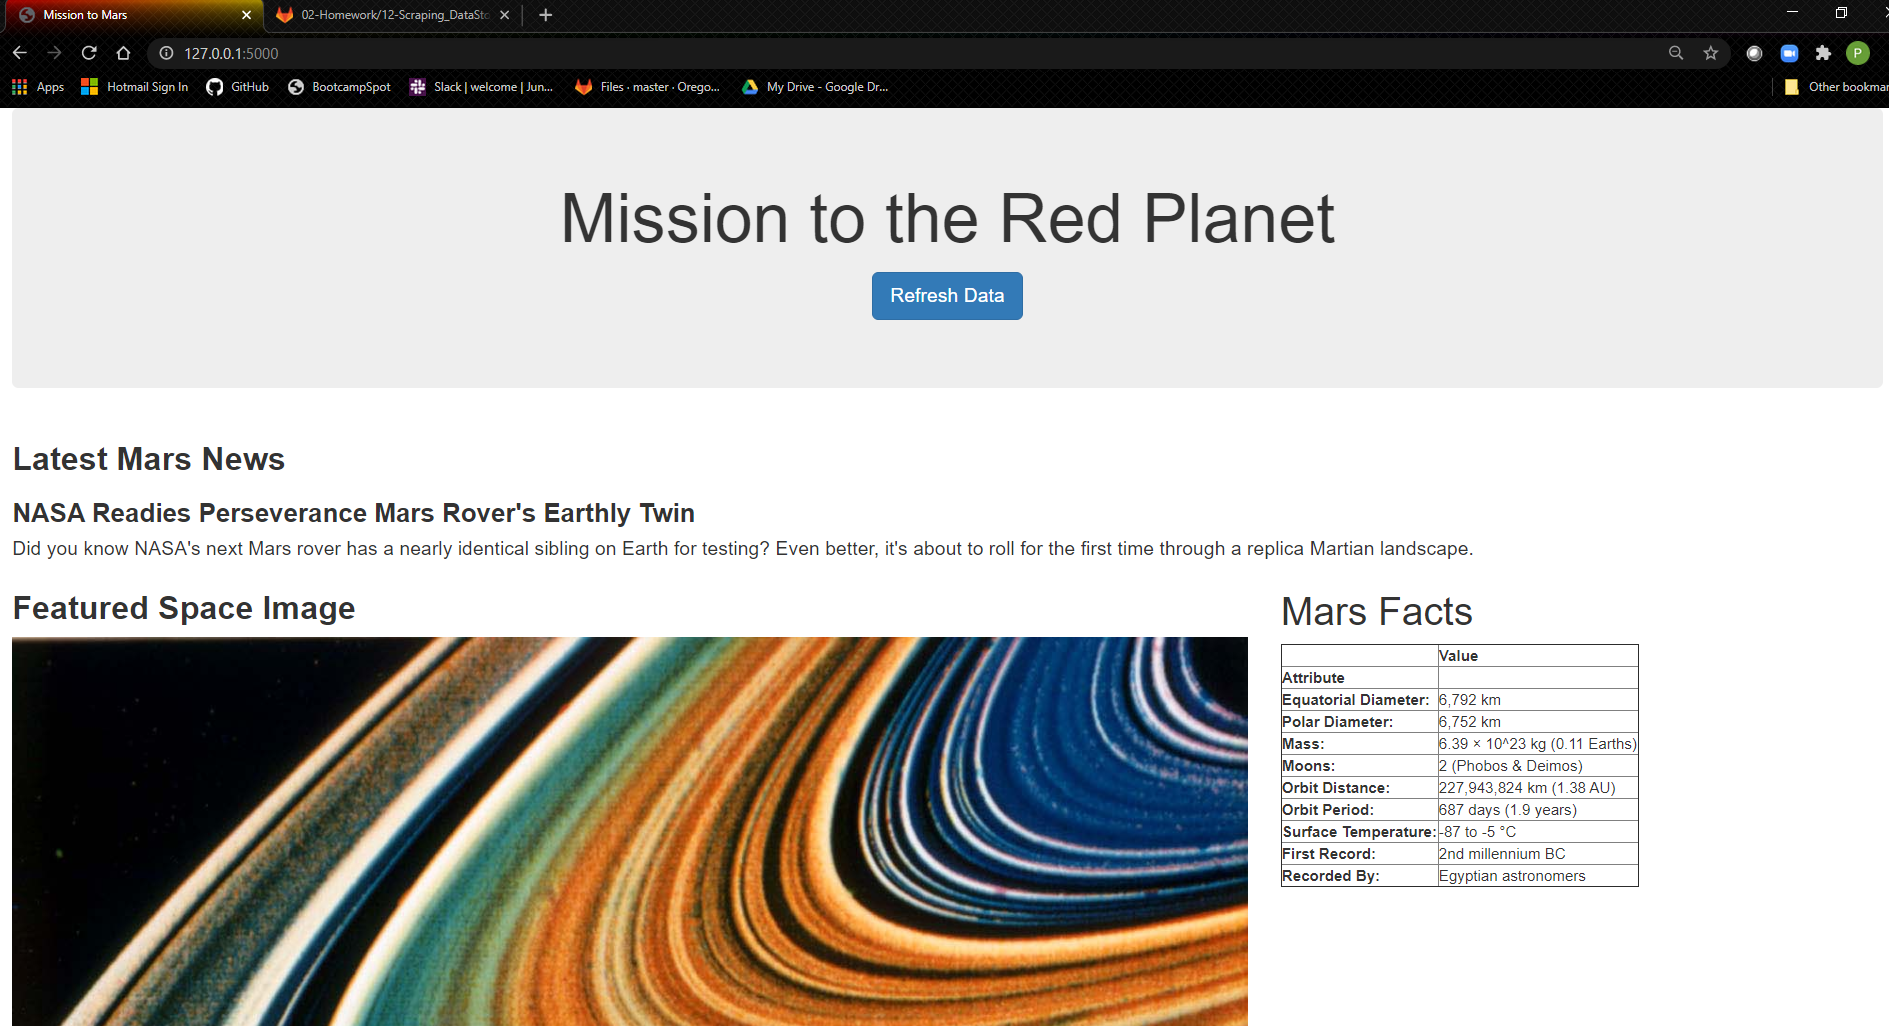 Mission to Mars
02-Homework/12-Scraping_DataSto
127.0.0.1:5000
P
Apps
Hotmail Sign In
GitHub
BootcampSpot
Slack | welcome | Jun...
Files · master · Orego...
My Drive - Google Dr...
Other bookmar
Mission to the Red Planet
Refresh Data
Latest Mars News
NASA Readies Perseverance Mars Rover's Earthly Twin
Did you know NASA's next Mars rover has a nearly identical sibling on Earth for testing? Even better, it's about to roll for the first time through a replica Martian landscape.
Featured Space Image
Mars Facts
Value
Attribute
Equatorial Diameter: 6,792 km
Polar Diameter: 6,752 km
Mass: 6.39 × 10^23 kg (0.11 Earths)
Moons: 2 (Phobos & Deimos)
Orbit Distance: 227,943,824 km (1.38 AU)
Orbit Period: 687 days (1.9 years)
Surface Temperature: -87 to -5 °C
First Record: 2nd millennium BC
Recorded By: Egyptian astronomers